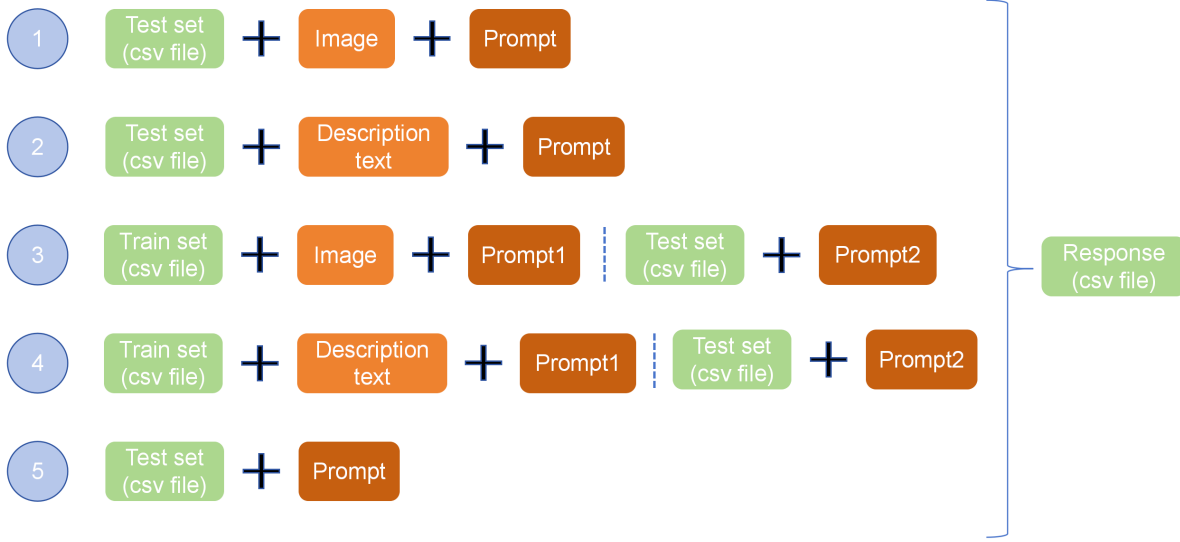 1
Test set
(csv file)
Image
Prompt
2
Test set
(csv file)
Description
text
Prompt
3
Train set
(csv file)
Image
Prompt1
Test set
(csv file)
Prompt2
4
Train set
(csv file)
Description
text
Prompt1
Test set
(csv file)
Prompt2
5
Test set
(csv file)
Prompt
Response
(csv file)